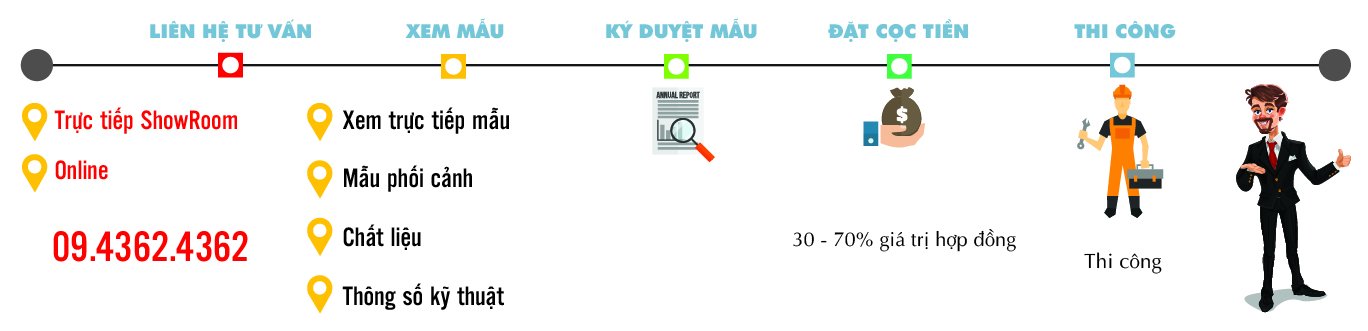 LIÊN HỆ TƯ VẤN
XEM MẪU
KÝ DUYỆT MẪU
ĐẶT CỌC TIỀN
THI CÔNG
Trực tiếp ShowRoom
Online
09.4362.4362
Xem trực tiếp mẫu
Mẫu phối cảnh
Chất liệu
Thông số kỹ thuật
ANNUAL REPORT
$
30 - 70% giá trị hợp đồng
Thi công